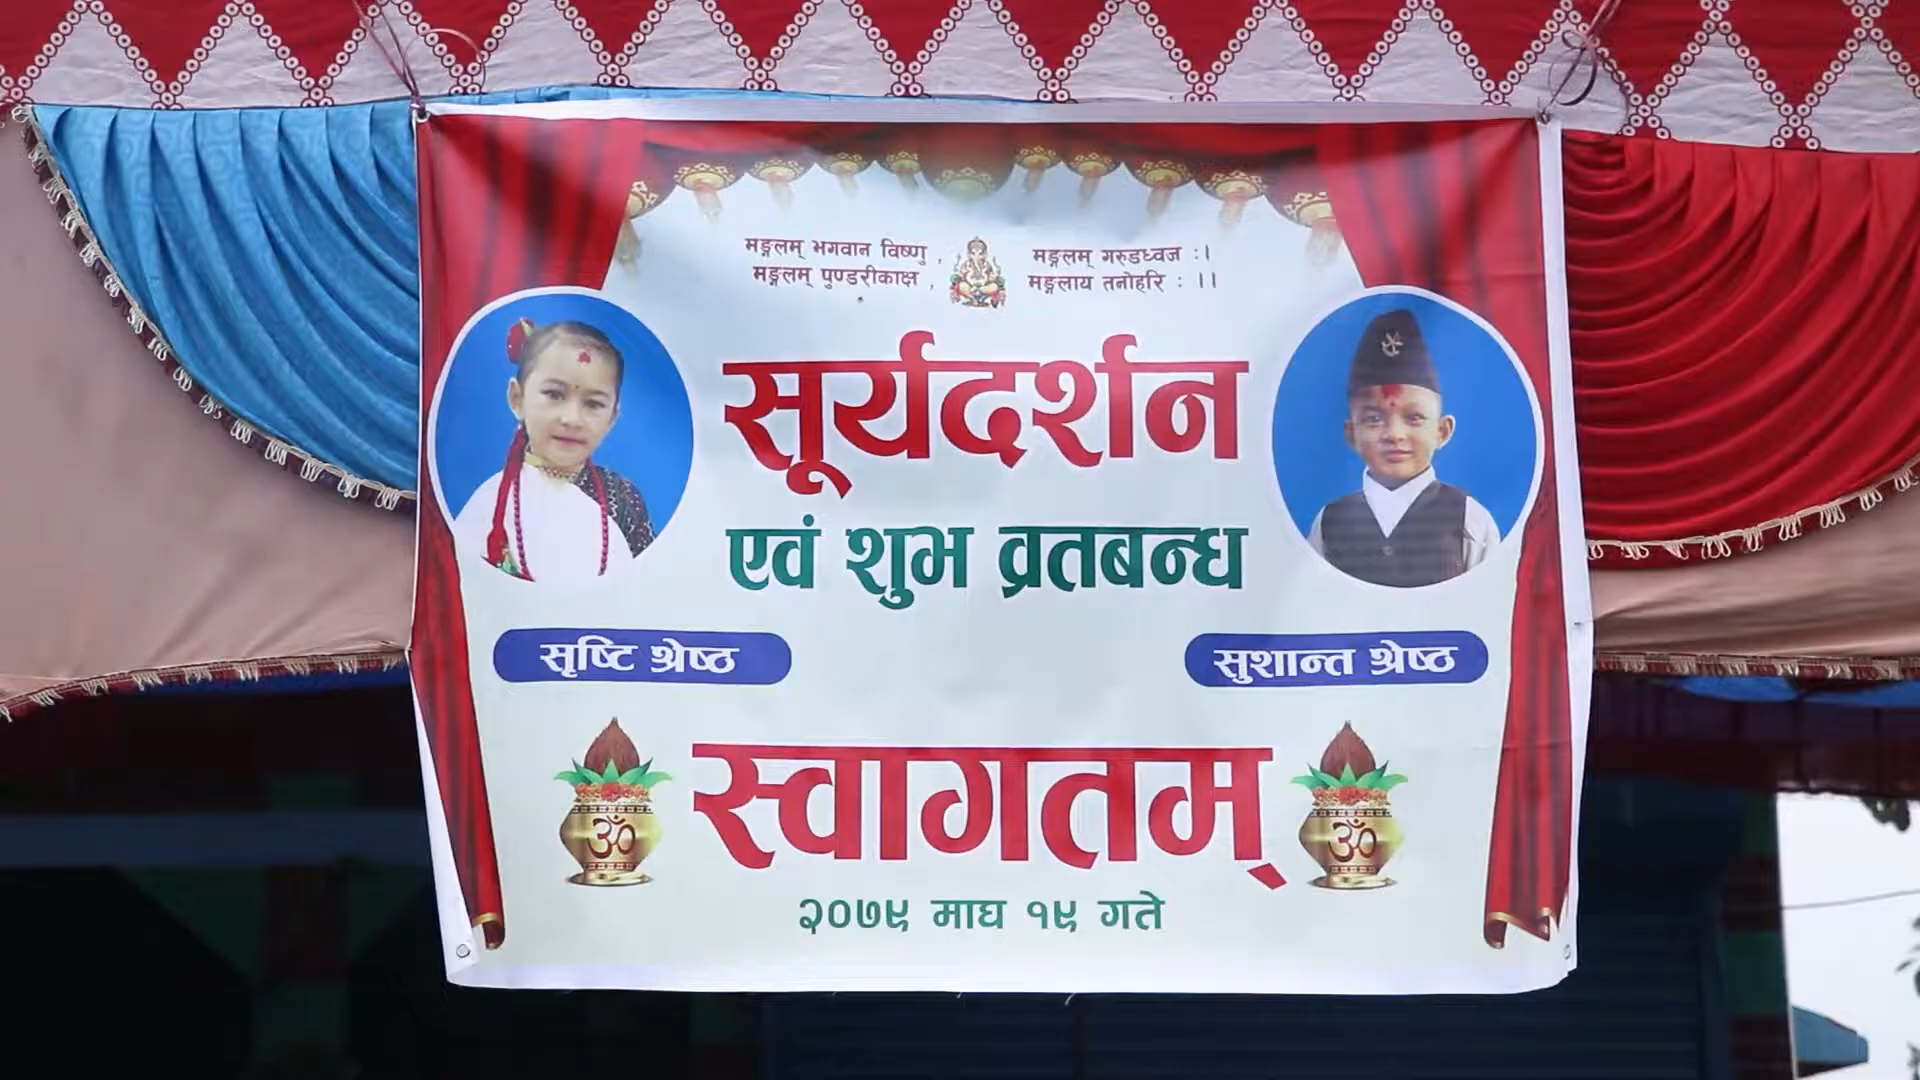 मङ्गलम् भगवान विष्णु , मङ्गलम् गरुडध्वज :।
मङ्गलम् पुण्डरीकाक्ष , मङ्गलाय तनोहरि : ।।
सूर्यदर्शन
एवं शुभ व्रतबन्ध
सृष्टि श्रेष्ठ
सुशान्त श्रेष्ठ
स्वागतम्
ॐ
ॐ
२०७९ माघ १९ गते